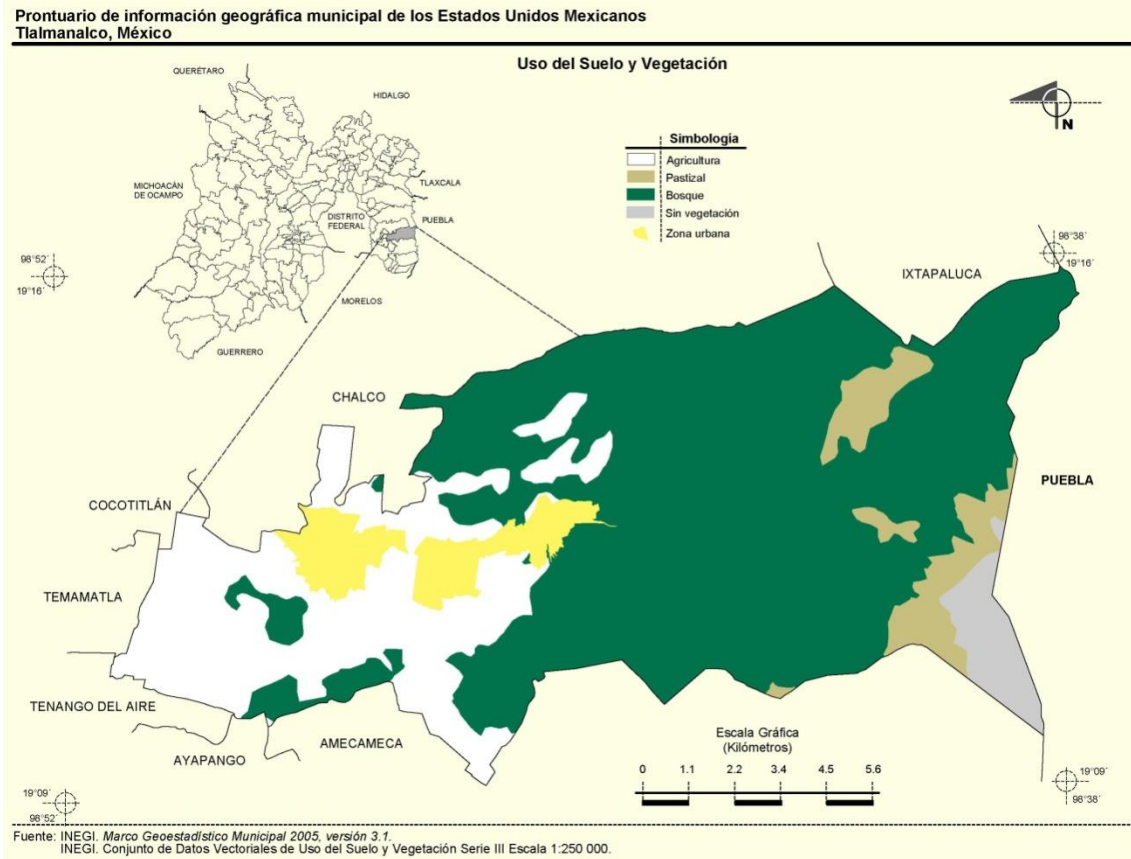 Prontuario de información geográfica municipal de los Estados Unidos Mexicanos
Tlalmanalco, México
Uso del Suelo y Vegetación
QUERÉTARO
HIDALGO
MICHOACÁN
DE OCAMPO
TLAXCALA
DISTRITO
FEDERAL
PUEBLA
MORELOS
GUERRERO
Simbología
Agricultura
Pastizal
Bosque
Sin vegetación
Zona urbana
N
98°52´
19°16´
98°38´
19°16´
IXTAPALUCA
CHALCO
COCOTITLÁN
PUEBLA
TEMAMATLA
TENANGO DEL AIRE
AYAPANGO
AMECAMECA
Escala Gráfica
(Kilómetros)
0 1.1 2.2 3.4 4.5 5.6
19°09´
98°52´
19°09´
98°38´
Fuente: INEGI. Marco Geoestadístico Municipal 2005, versión 3.1.
INEGI. Conjunto de Datos Vectoriales de Uso del Suelo y Vegetación Serie III Escala 1:250 000.